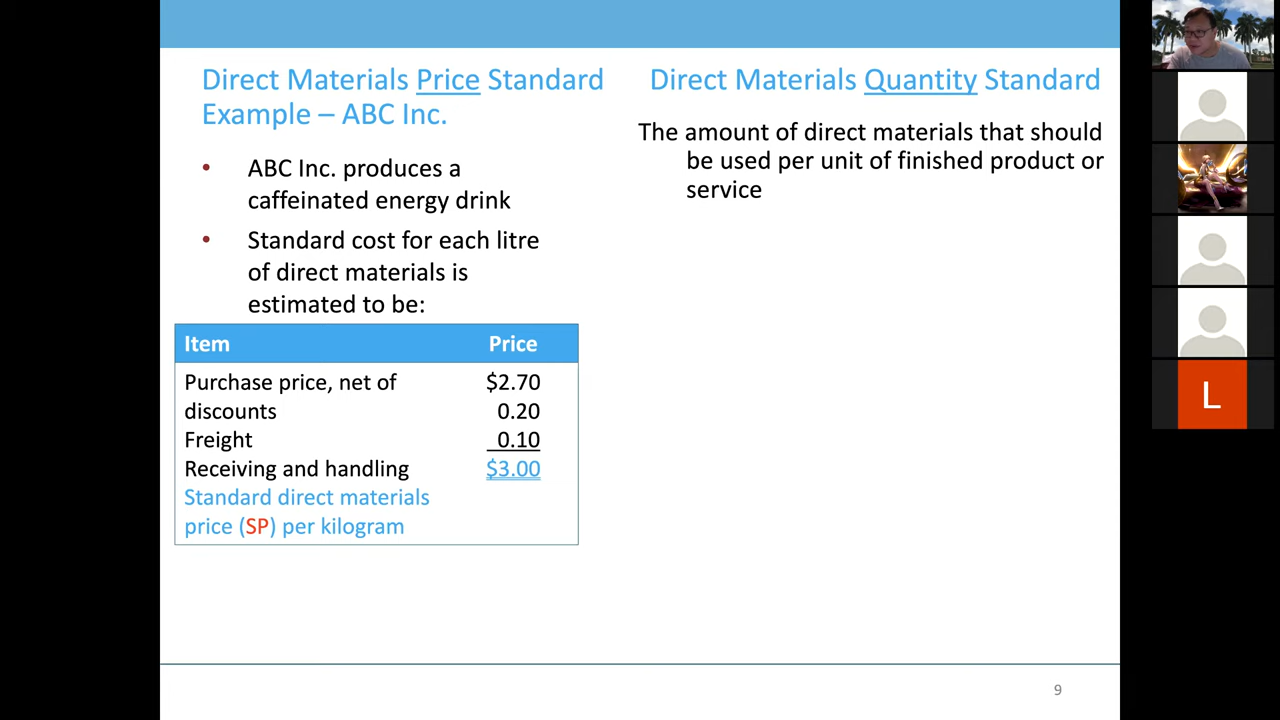 Direct Materials Price Standard
Example – ABC Inc.
• ABC Inc. produces a
caffeinated energy drink
• Standard cost for each litre
of direct materials is
estimated to be:
Item Price
Purchase price, net of $2.70
discounts 0.20
Freight 0.10
Receiving and handling $3.00
Standard direct materials
price (SP) per kilogram
Direct Materials Quantity Standard
The amount of direct materials that should
be used per unit of finished product or
service
9
L